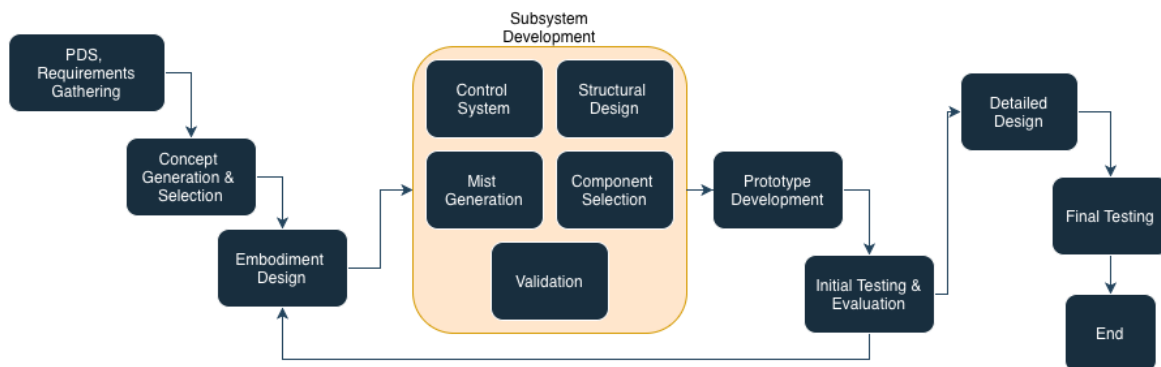 Subsystem
Development
PDS,
Requirements
Gathering
Control
System
Structural
Design
Detailed
Design
Concept
Generation &
Selection
Mist
Generation
Component
Selection
Prototype
Development
Final Testing
Embodiment
Design
Validation
Initial Testing &
Evaluation
End